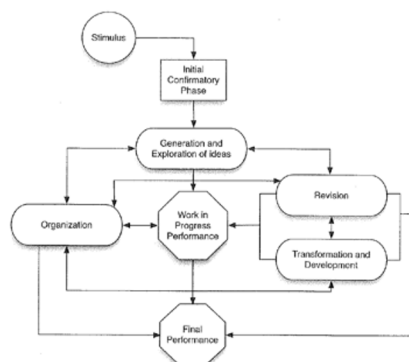 Stimulus
Initial
Confirmatory
Phase
Generation and
Exploration of ideas
Revision
Organization
Work in
Progress
Performance
Transformation and
Development
Final
Performance